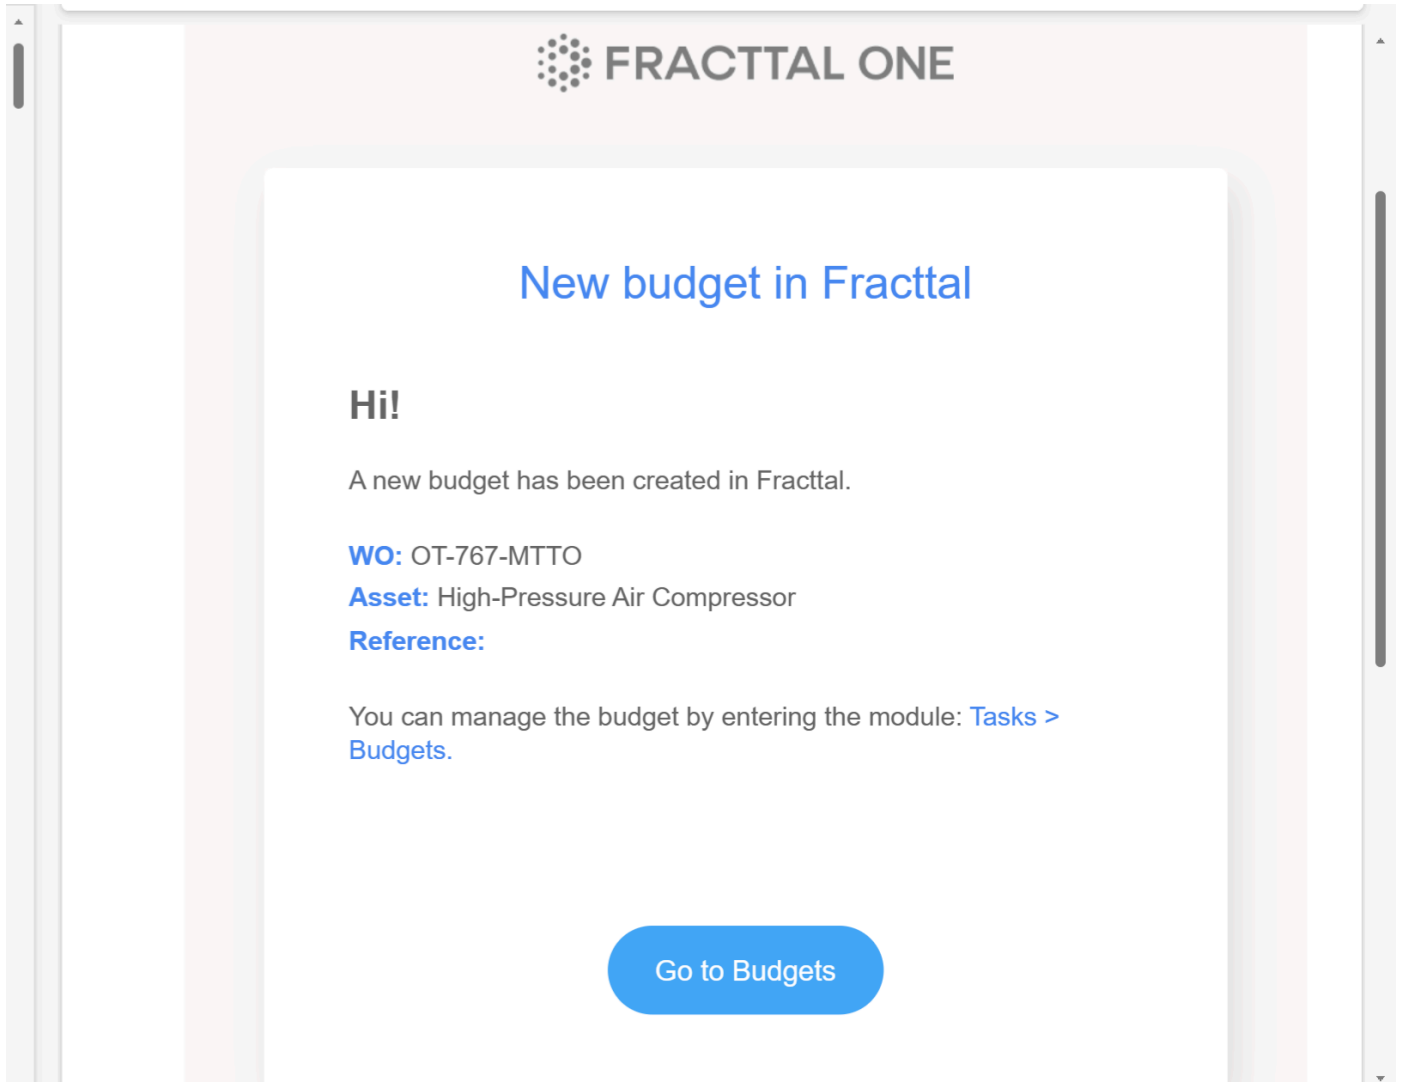 FRACTTAL ONE
New budget in Fracttal
Hi!
A new budget has been created in Fracttal.
WO: OT-767-MTTO
Asset: High-Pressure Air Compressor
Reference:
You can manage the budget by entering the module: Tasks >
Budgets.
Go to Budgets